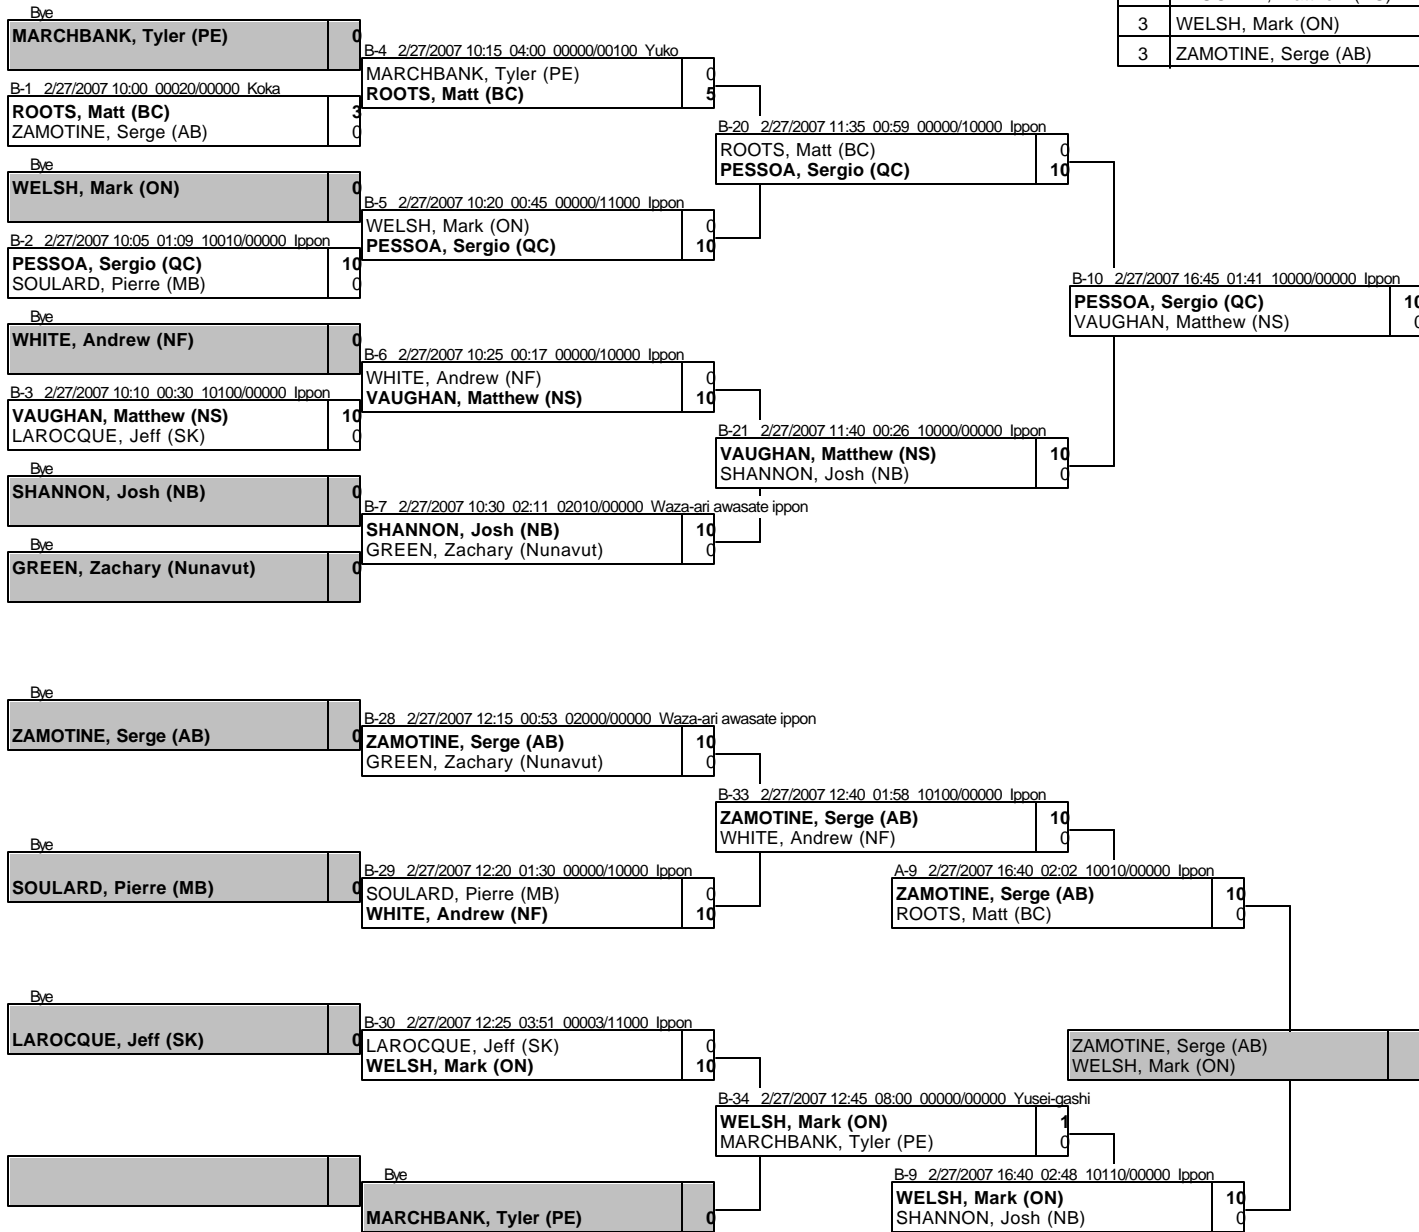 3 WELSH, Mark (ON)
3 ZAMOTINE, Serge (AB)
Bye
MARCHBANK, Tyler (PE) 0
B-4 2/27/2007 10:15 04:00 00000/00100 Yuko
MARCHBANK, Tyler (PE) 0
ROOTS, Matt (BC) 5
B-1 2/27/2007 10:00 00020/00000 Koka
ROOTS, Matt (BC) 3
ZAMOTINE, Serge (AB) 0
B-20 2/27/2007 11:35 00:59 00000/10000 Ippon
ROOTS, Matt (BC) 0
PESSOA, Sergio (QC) 10
Bye
WELSH, Mark (ON) 0
B-5 2/27/2007 10:20 00:45 00000/11000 Ippon
WELSH, Mark (ON) 0
PESSOA, Sergio (QC) 10
B-2 2/27/2007 10:05 01:09 10010/00000 Ippon
PESSOA, Sergio (QC) 10
SOULARD, Pierre (MB) 0
B-10 2/27/2007 16:45 01:41 10000/00000 Ippon
PESSOA, Sergio (QC) 10
VAUGHAN, Matthew (NS) 0
Bye
WHITE, Andrew (NF) 0
B-6 2/27/2007 10:25 00:17 00000/10000 Ippon
WHITE, Andrew (NF) 0
VAUGHAN, Matthew (NS) 10
B-3 2/27/2007 10:10 00:30 10100/00000 Ippon
VAUGHAN, Matthew (NS) 10
LAROCQUE, Jeff (SK) 0
B-21 2/27/2007 11:40 00:26 10000/00000 Ippon
VAUGHAN, Matthew (NS) 10
SHANNON, Josh (NB) 0
Bye
SHANNON, Josh (NB) 0
B-7 2/27/2007 10:30 02:11 02010/00000 Waza-ari awasate ippon
SHANNON, Josh (NB) 10
GREEN, Zachary (Nunavut) 0
Bye
GREEN, Zachary (Nunavut) 0
Bye
ZAMOTINE, Serge (AB) 0
B-28 2/27/2007 12:15 00:53 02000/00000 Waza-ari awasate ippon
ZAMOTINE, Serge (AB) 10
GREEN, Zachary (Nunavut) 0
B-33 2/27/2007 12:40 01:58 10100/00000 Ippon
ZAMOTINE, Serge (AB) 10
WHITE, Andrew (NF) 0
Bye
SOULARD, Pierre (MB) 0
B-29 2/27/2007 12:20 01:30 00000/10000 Ippon
SOULARD, Pierre (MB) 0
WHITE, Andrew (NF) 10
A-9 2/27/2007 16:40 02:02 10010/00000 Ippon
ZAMOTINE, Serge (AB) 10
ROOTS, Matt (BC) 0
Bye
LAROCQUE, Jeff (SK) 0
B-30 2/27/2007 12:25 03:51 00003/11000 Ippon
LAROCQUE, Jeff (SK) 0
WELSH, Mark (ON) 10
ZAMOTINE, Serge (AB)
WELSH, Mark (ON)
B-34 2/27/2007 12:45 08:00 00000/00000 Yusei-gashi
WELSH, Mark (ON) 1
MARCHBANK, Tyler (PE) 0
Bye
MARCHBANK, Tyler (PE) 0
B-9 2/27/2007 16:40 02:48 10110/00000 Ippon
WELSH, Mark (ON) 10
SHANNON, Josh (NB) 0